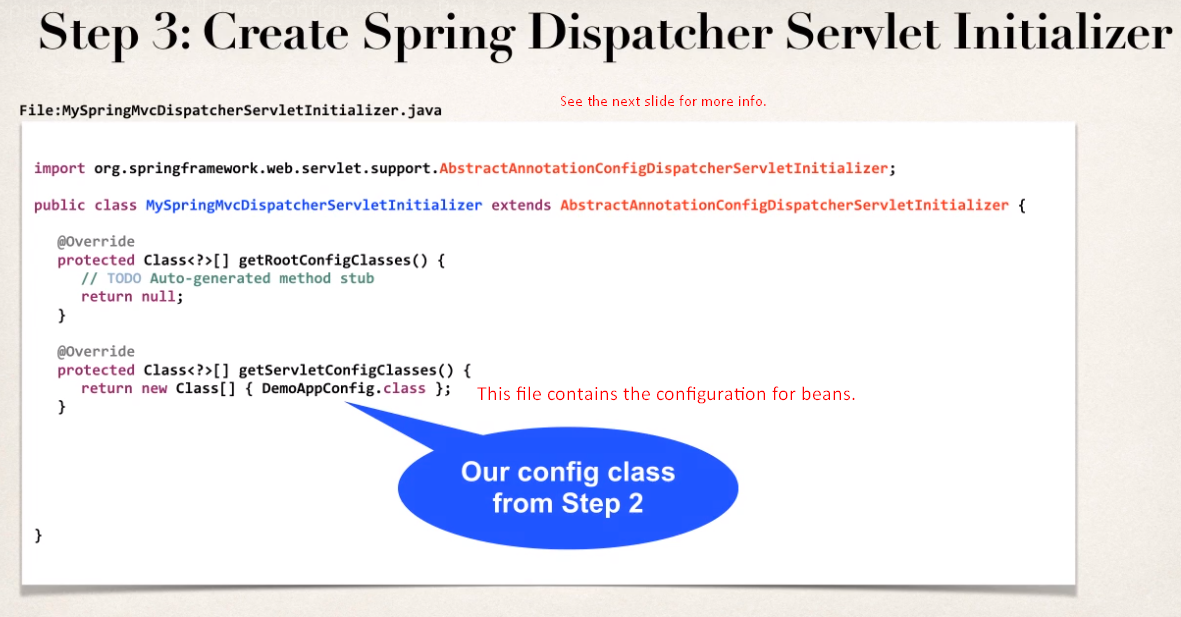 Step 3: Create Spring Dispatcher Servlet Initializer
See the next slide for more info.
File:MySpringMvcDispatcherServletInitializer.java
import org.springframework.web.servlet.support.AbstractAnnotationConfigDispatcherServletInitializer;
public class MySpringMvcDispatcherServletInitializer extends AbstractAnnotationConfigDispatcherServletInitializer {
@Override
protected Class<?>[] getRootConfigClasses() {
// TODO Auto-generated method stub
return null;
}
@Override
protected Class<?>[] getServletConfigClasses() {
return new Class[] { DemoAppConfig.class };
This file contains the configuration for beans.
}
Our config class
from Step 2
}